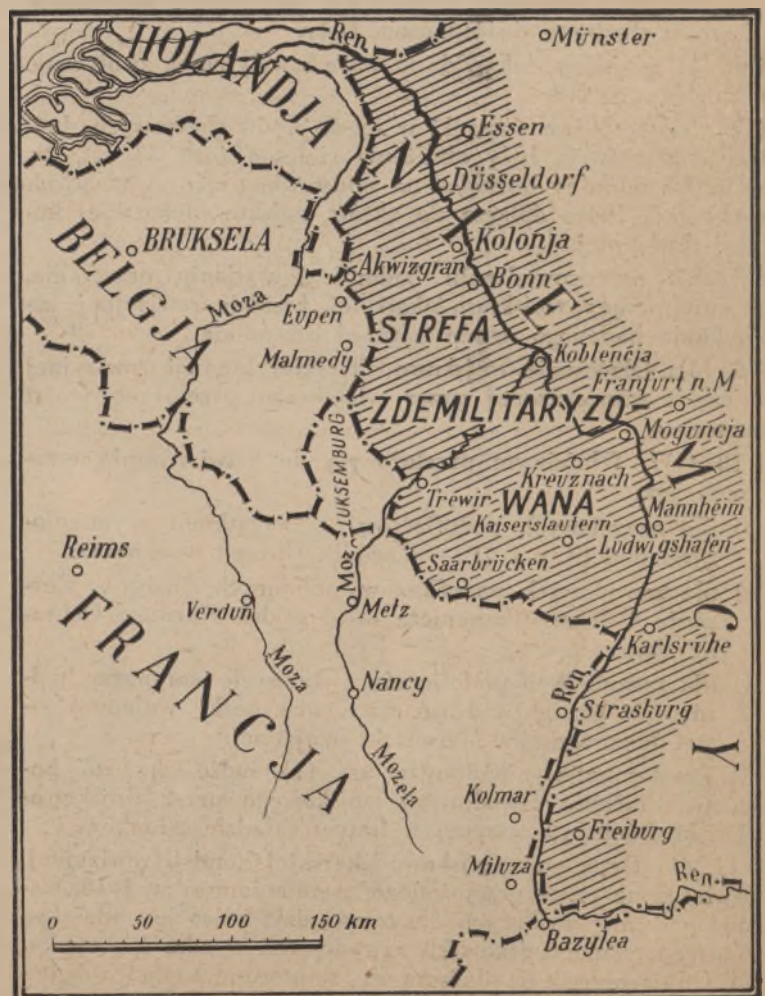 Ren
Münster
HOLANDJA
NIEMCY
Essen
Düsseldorf
BRUKSELA
Kolonja
BELGJA
Akwizgran
Bonn
Moza
Eupen
STREFA
Malmedy
Koblencja
Franfurt n. M.
ZDEMILITARYZO-
Moguncja
LUKSEMBURG
Kreuznach
Trewir
WANA
Mannheim
Kaiserslautern
Ludwigshafen
Reims
Moz
Saarbrücken
Verdun
Metz
FRANCJA
Karlsruhe
Moza
Nancy
Ren
Strasburg
Mozela
Kolmar
Freiburg
Miluza
Ren
0 50 100 150 km
Bazylea